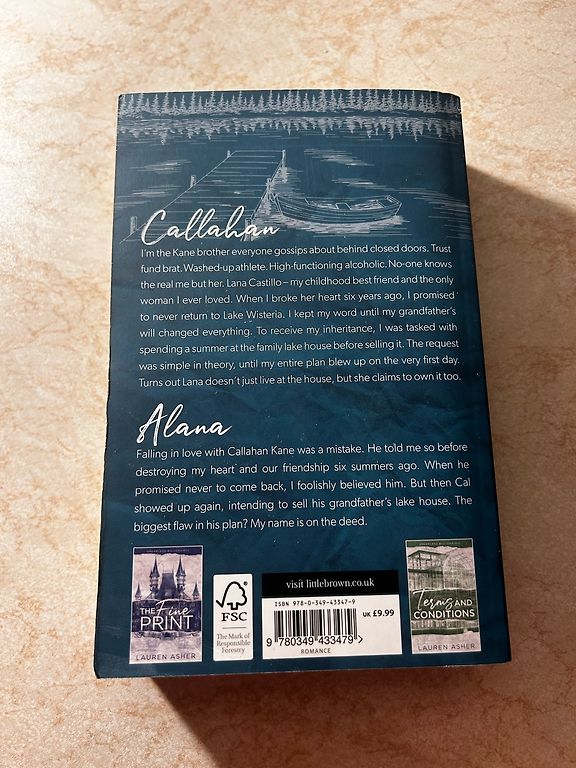 Callahan
I'm the Kane brother everyone gossips about behind closed doors. Trust
fund brat. Washed-up athlete. High-functioning alcoholic. No-one knows
the real me but her. Lana Castillo – my childhood best friend and the only
woman I ever loved. When I broke her heart six years ago, I promised
to never return to Lake Wisteria. I kept my word until my grandfather's
will changed everything. To receive my inheritance, I was tasked with
spending a summer at the family lake house before selling it. The request
was simple in theory, until my entire plan blew up on the very first day.
Turns out Lana doesn't just live at the house, but she claims to own it too.
Alana
Falling in love with Callahan Kane was a mistake. He told me so before
destroying my heart and our friendship six summers ago. When he
promised never to come back, I foolishly believed him. But then Cal
showed up again, intending to sell his grandfather's lake house. The
biggest flaw in his plan? My name is on the deed.
THE Fine
PRINT
LAUREN ASHER
FSC
The Mark of
Responsible
Forestry
visit littlebrown.co.uk
ISBN 978-0-349-43347-9
UK £9.99
9 780349 433479 >
ROMANCE
Terms AND
CONDITIONS
LAUREN ASHER